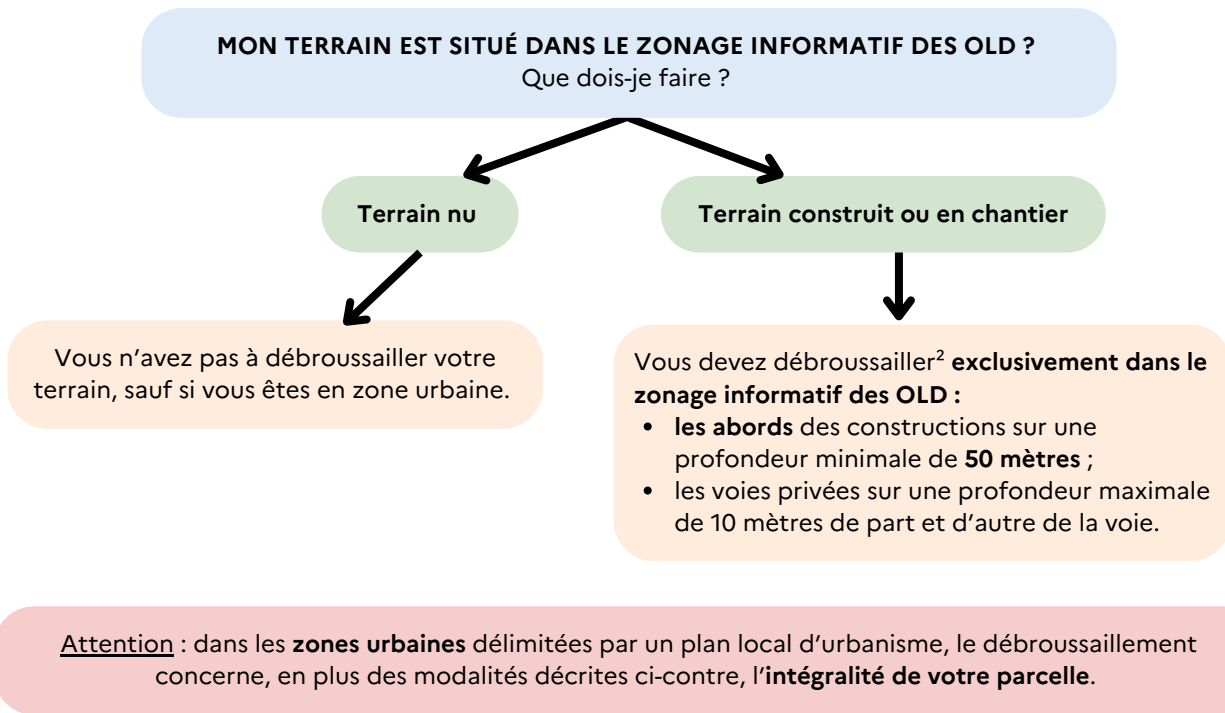 MON TERRAIN EST SITUÉ DANS LE ZONAGE INFORMATIF DES OLD ?
Que dois-je faire ?
Terrain nu
Terrain construit ou en chantier
Vous n’avez pas à débroussailler votre
terrain, sauf si vous êtes en zone urbaine.
Vous devez débroussailler² exclusivement dans le
zonage informatif des OLD :
• les abords des constructions sur une
profondeur minimale de 50 mètres ;
• les voies privées sur une profondeur maximale
de 10 mètres de part et d’autre de la voie.
Attention : dans les zones urbaines délimitées par un plan local d’urbanisme, le débroussaillement
concerne, en plus des modalités décrites ci-contre, l’intégralité de votre parcelle.